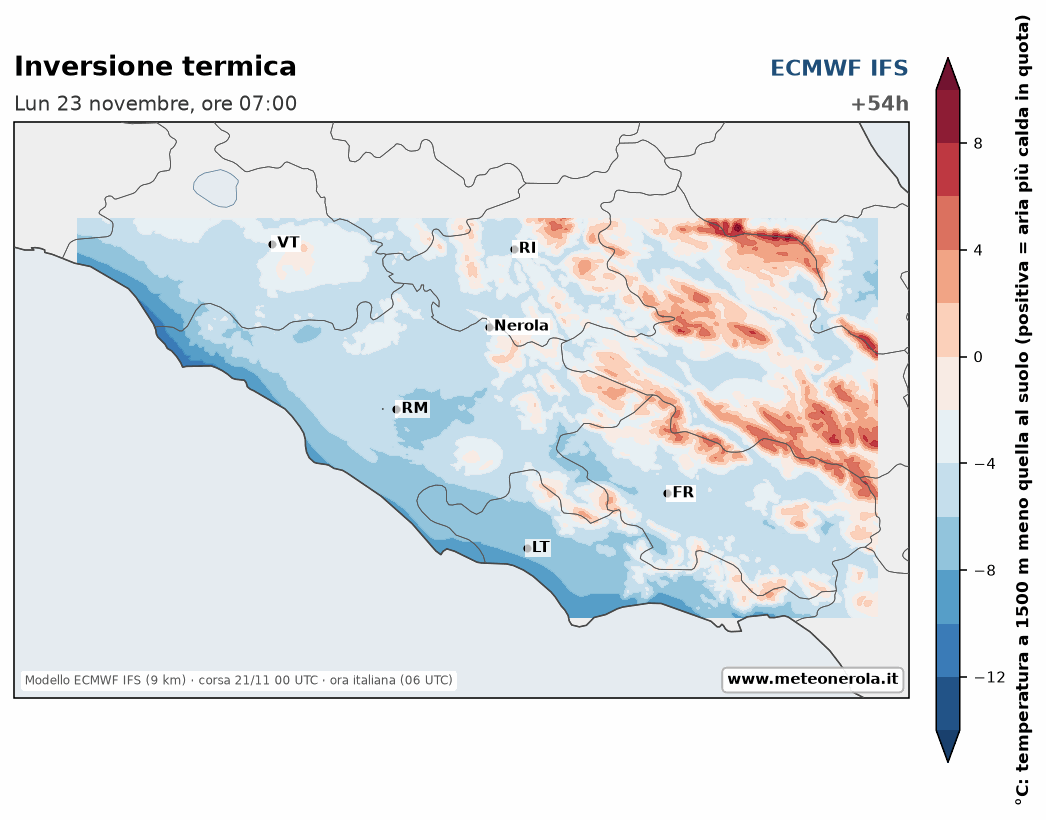 Inversione termica
ECMWF IFS
Lun 23 novembre, ore 07:00
+54h
VT
RI
Nerola
RM
FR
LT
Modello ECMWF IFS (9 km) · corsa 21/11 00 UTC · ora italiana (06 UTC)
www.meteonerola.it
8
4
0
−4
−8
−12
°C: temperatura a 1500 m meno quella al suolo (positiva = aria più calda in quota)